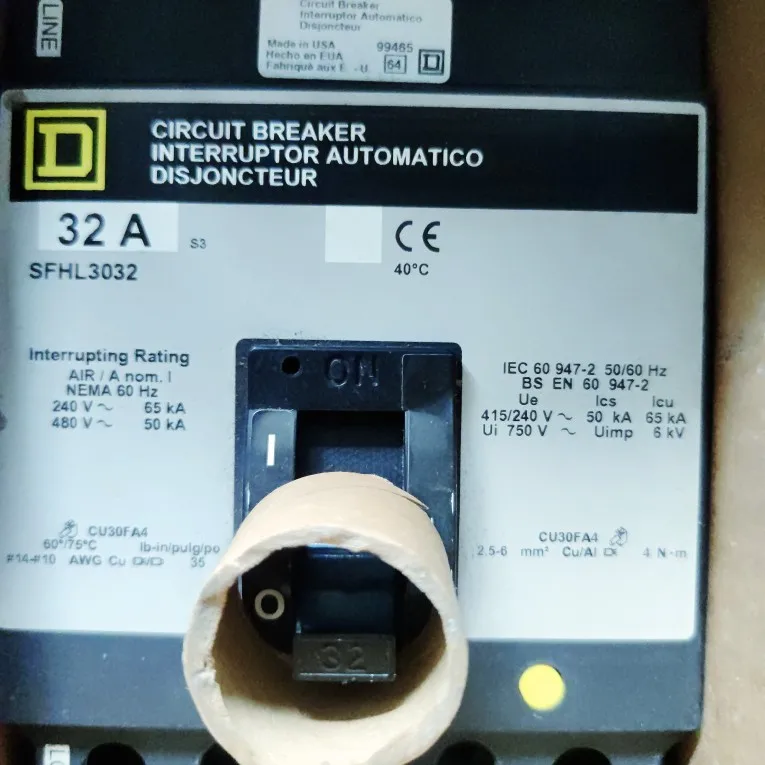 LINE
Circuit Breaker
Interruptor Automatico
Disjoncteur
Made in USA 99465
Hecho en EUA
Fabriqué aux E.-U. 64
D
CIRCUIT BREAKER
INTERRUPTOR AUTOMATICO
DISJONCTEUR
32 A S3
CE
SFHL3032
40°C
Interrupting Rating
AIR / A nom. I
NEMA 60 Hz
240 V ~ 65 kA
480 V ~ 50 kA
ON
I
O
32
IEC 60 947-2 50/60 Hz
BS EN 60 947-2
Ue Ics Icu
415/240 V ~ 50 kA 65 kA
Ui 750 V ~ Uimp 6 kV
CU30FA4
60°/75°C lb-in/pulg/po
#14-#10 AWG Cu 35
CU30FA4
2.5-6 mm² Cu/Al 4 N-m